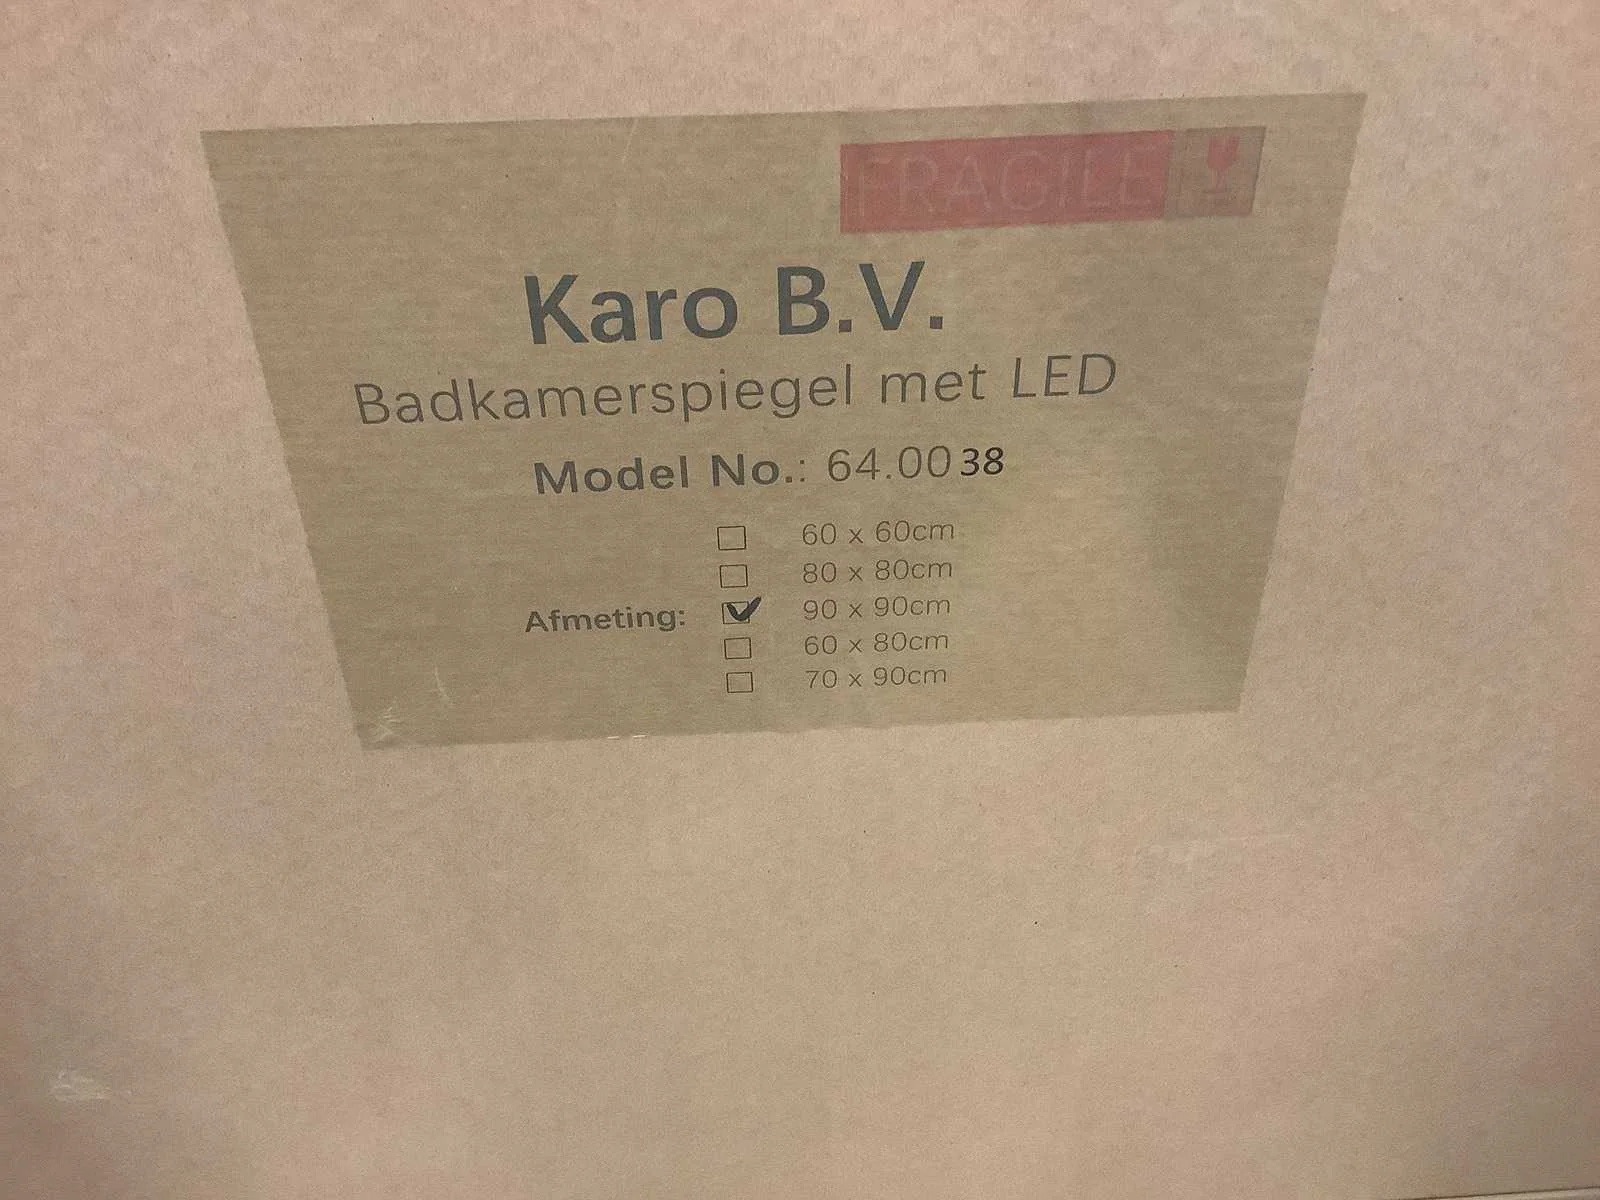 FRAGILE
Karo B.V.
Badkamerspiegel met LED
Model No.: 64.0038
60 x 60cm
80 x 80cm
Afmeting: 90 x 90cm
60 x 80cm
70 x 90cm